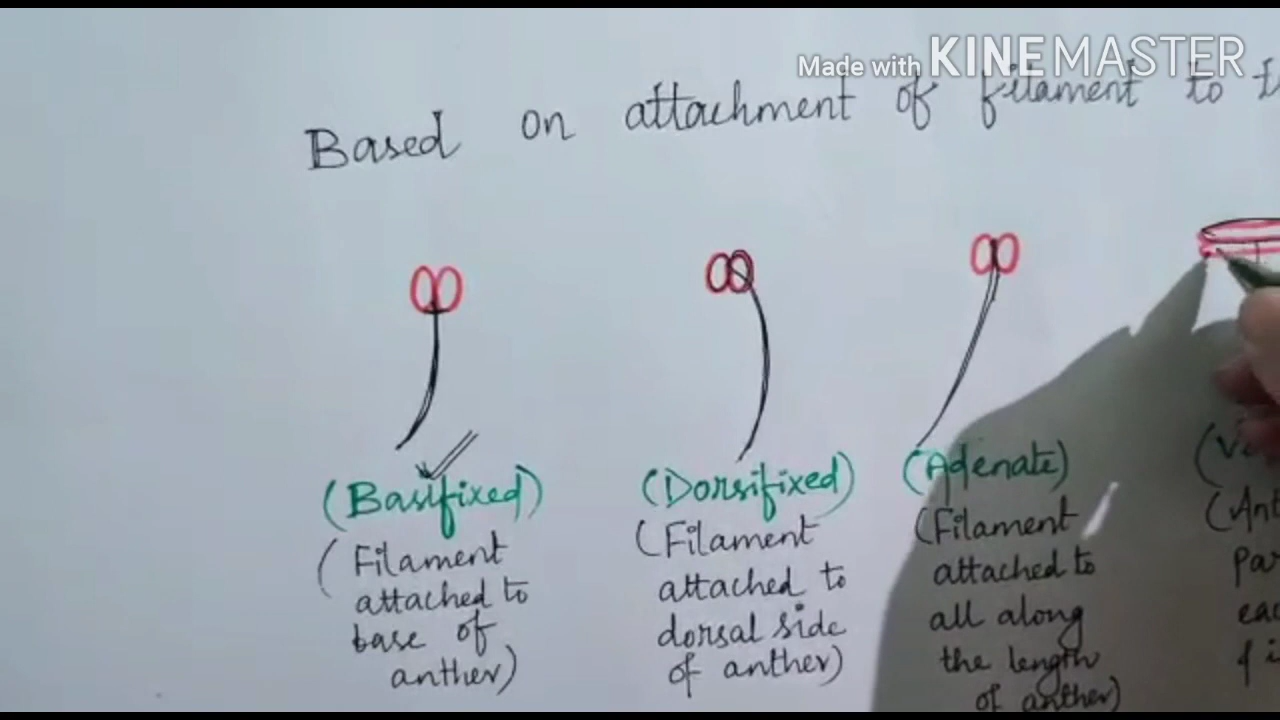 Made with KINEMASTER
Based on attachment of filament to
(Basifixed)
(Filament
attached to
base of
anther)
(Dorsifixed)
(Filament
attached to
dorsal side
of anther)
(Adenate)
(Filament
attached to
all along
the length
of anther)